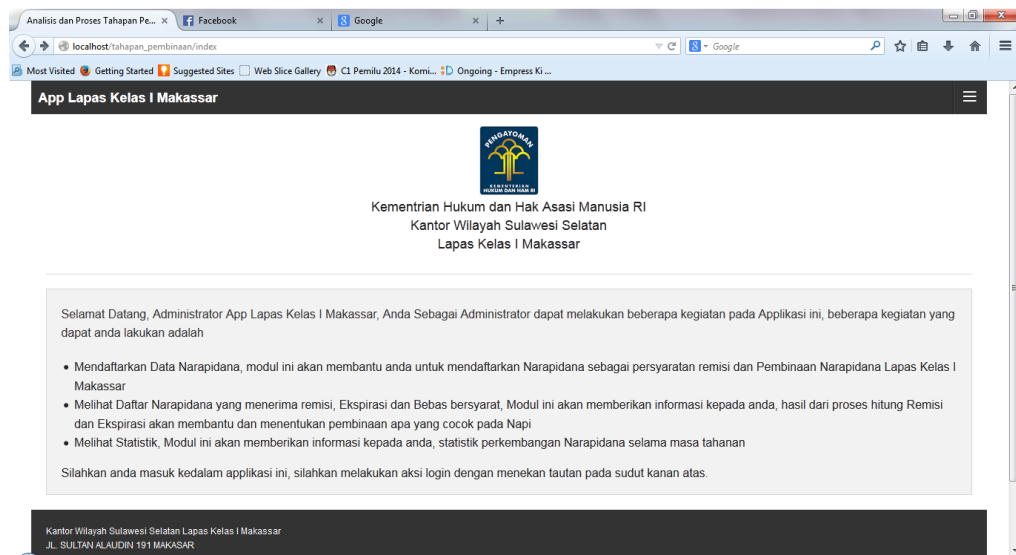 Analisis dan Proses Tahapan Pe... × Facebook × Google × +
localhost/tahapan_pembinaan/index Google
Most Visited Getting Started Suggested Sites Web Slice Gallery C1 Pemilu 2014 - Komi... Ongoing - Empress Ki ...
App Lapas Kelas I Makassar
PENGAYOMAN
KEMENTERIAN
HUKUM DAN HAM RI
Kementrian Hukum dan Hak Asasi Manusia RI
Kantor Wilayah Sulawesi Selatan
Lapas Kelas I Makassar
Selamat Datang, Administrator App Lapas Kelas I Makassar, Anda Sebagai Administrator dapat melakukan beberapa kegiatan pada Applikasi ini, beberapa kegiatan yang
dapat anda lakukan adalah
• Mendaftarkan Data Narapidana, modul ini akan membantu anda untuk mendaftarkan Narapidana sebagai persyaratan remisi dan Pembinaan Narapidana Lapas Kelas I
Makassar
• Melihat Daftar Narapidana yang menerima remisi, Ekspirasi dan Bebas bersyarat, Modul ini akan memberikan informasi kepada anda, hasil dari proses hitung Remisi
dan Ekspirasi akan membantu dan menentukan pembinaan apa yang cocok pada Napi
• Melihat Statistik, Modul ini akan memberikan informasi kepada anda, statistik perkembangan Narapidana selama masa tahanan
Silahkan anda masuk kedalam applikasi ini, silahkan melakukan aksi login dengan menekan tautan pada sudut kanan atas.
Kantor Wilayah Sulawesi Selatan Lapas Kelas I Makassar
JL. SULTAN ALAUDIN 191 MAKASAR